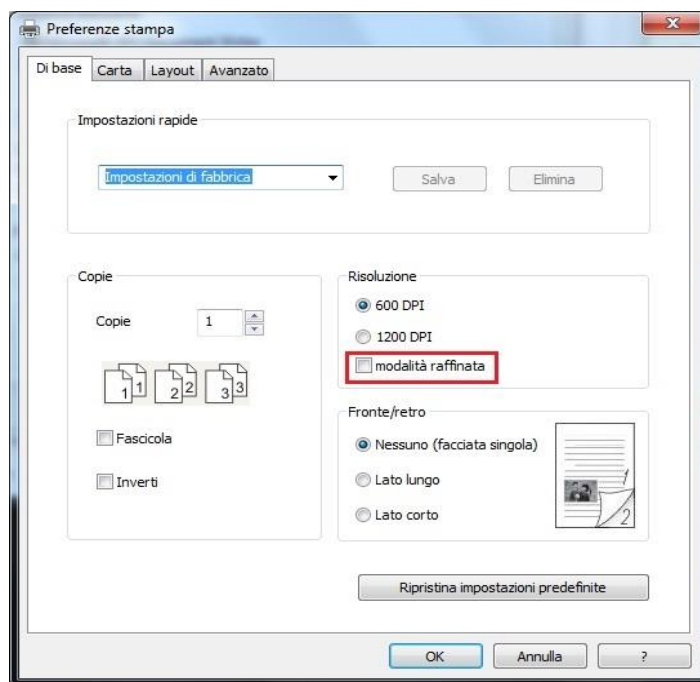 Preferenze stampa
Di base
Carta
Layout
Avanzato
Impostazioni rapide
Impostazioni di fabbrica
Salva
Elimina
Copie
Copie
1
1 1 2 2 3 3
Fascicola
Inverti
Risoluzione
600 DPI
1200 DPI
modalità raffinata
Fronte/retro
Nessuno (facciata singola)
Lato lungo
Lato corto
1
2
Ripristina impostazioni predefinite
OK
Annulla
?